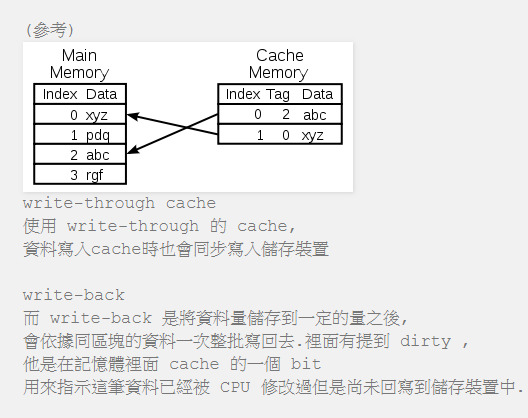 (參考)
Main Memory
Cache Memory
Index Data
0 xyz
1 pdq
2 abc
3 rgf
Index Tag Data
0 2 abc
1 0 xyz
write-through cache
使用 write-through 的 cache,
資料寫入cache時也會同步寫入儲存裝置
write-back
而 write-back 是將資料量儲存到一定的量之後,
會依據同區塊的資料一次整批寫回去.裡面有提到 dirty ,
他是在記憶體裡面 cache 的一個 bit
用來指示這筆資料已經被 CPU 修改過但是尚未回寫到儲存裝置中.